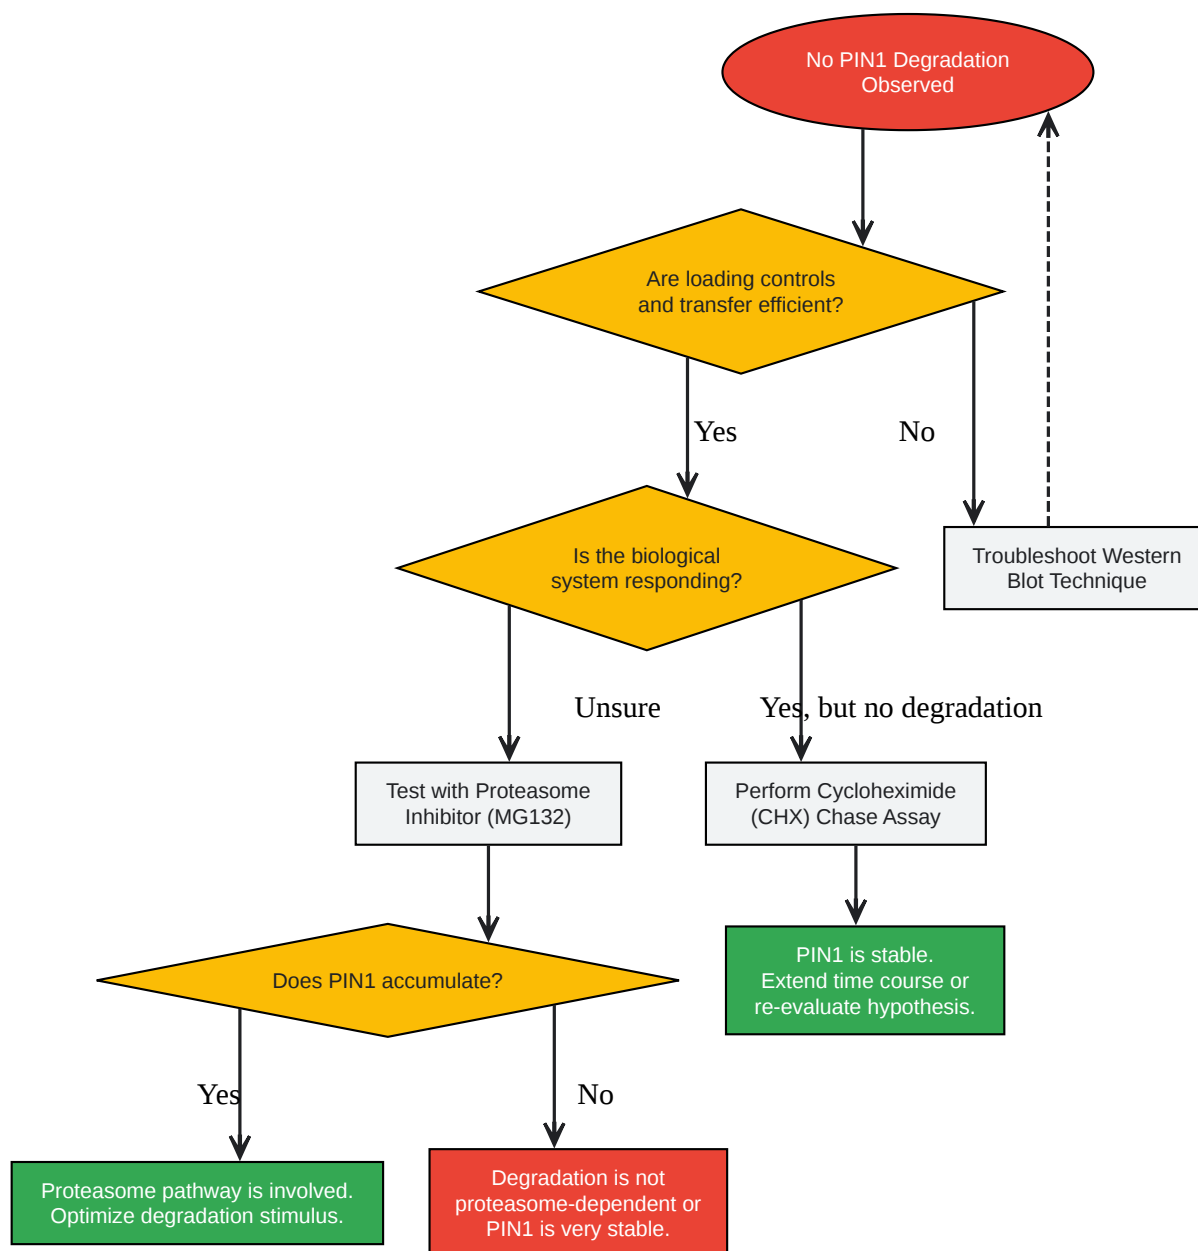 No PIN1 Degradation
Observed
Are loading controls
and transfer efficient?
Yes
No
Is the biological
system responding?
Troubleshoot Western
Blot Technique
Unsure
Yes, but no degradation
Test with Proteasome
Inhibitor (MG132)
Perform Cycloheximide
(CHX) Chase Assay
Does PIN1 accumulate?
PIN1 is stable.
Extend time course or
re-evaluate hypothesis.
Yes
No
Proteasome pathway is involved.
Optimize degradation stimulus.
Degradation is not
proteasome-dependent or
PIN1 is very stable.